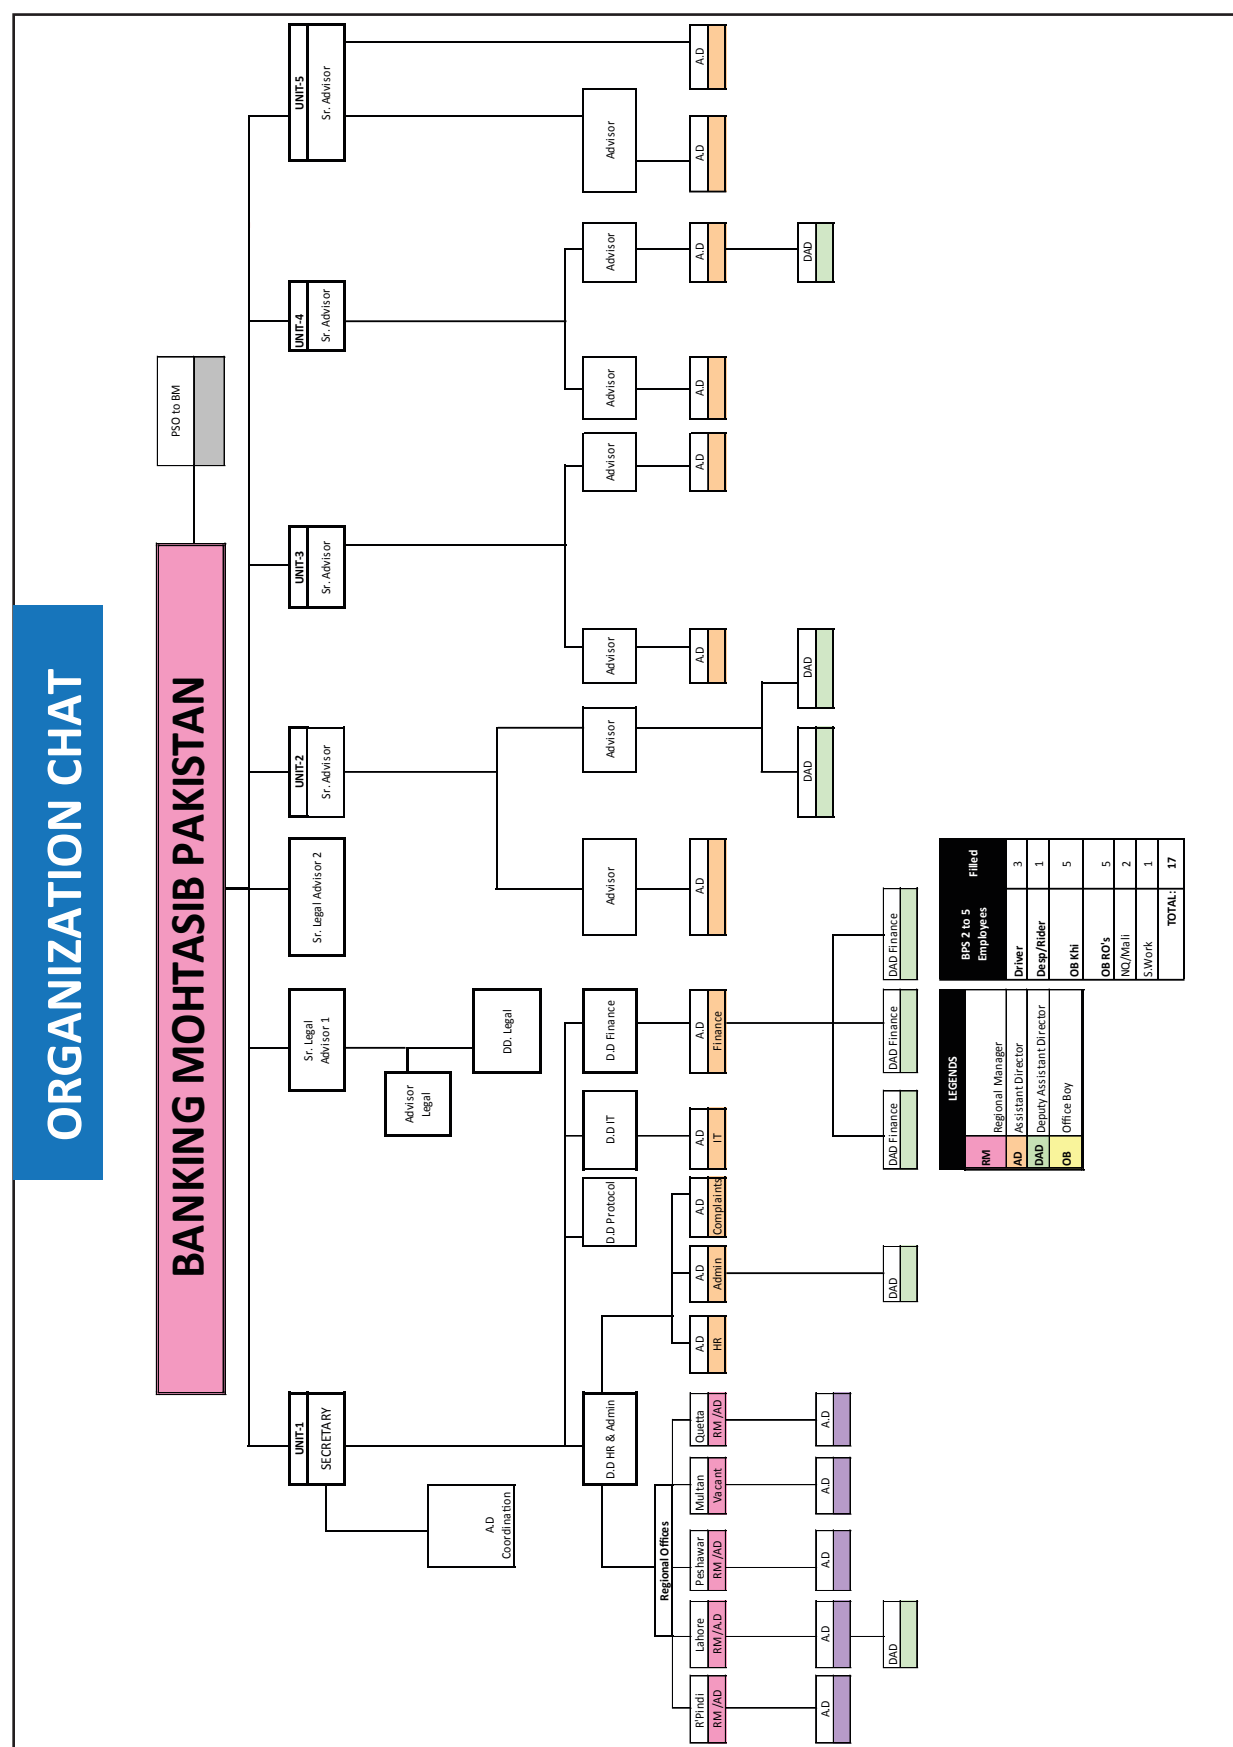 ORGANIZATION CHAT
BANKING MOHTASIB PAKISTAN
PSO to BM
UNIT-1
SECRETARY
Sr. Legal
Advisor 1
Sr. Legal Advisor 2
UNIT-2
Sr. Advisor
UNIT-3
Sr. Advisor
UNIT-4
Sr. Advisor
UNIT-5
Sr. Advisor
A.D
Coordination
Advisor
Legal
DD. Legal
D.D HR & Admin
D.D Protocol
D.D IT
D.D Finance
Advisor
Advisor
Advisor
Advisor
Advisor
Advisor
Advisor
Regional Offices
R'Pindi
RM /AD
Lahore
RM /A.D
Peshawar
RM /AD
Multan
Vacant
Quetta
RM /AD
A.D
HR
A.D
Admin
A.D
Complaints
A.D
IT
A.D
Finance
A.D
A.D
A.D
A.D
A.D
A.D
A.D
DAD
DAD
DAD
A.D
A.D
A.D
A.D
A.D
DAD
DAD
DAD Finance
DAD Finance
DAD Finance
LEGENDS
RM Regional Manager
AD Assistant Director
DAD Deputy Assistant Director
OB Office Boy
BPS 2 to 5
Employees Filled
Driver 3
Desp/Rider 1
OB Khi 5
OB RO's 5
NQ/Mali 2
S.Work 1
TOTAL: 17